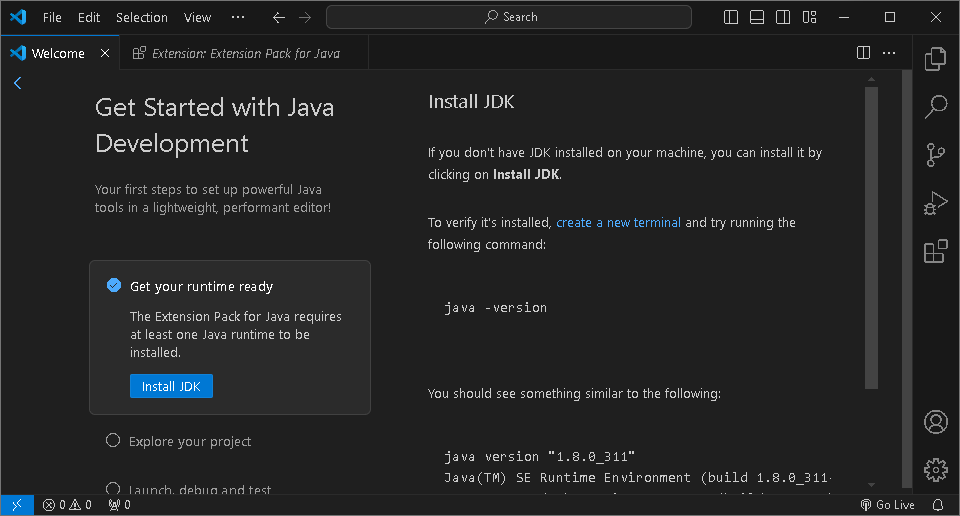 File Edit Selection View ··· Search
Welcome Extension: Extension Pack for Java
Get Started with Java
Development
Your first steps to set up powerful Java
tools in a lightweight, performant editor!
Get your runtime ready
The Extension Pack for Java requires
at least one Java runtime to be
installed.
Install JDK
Explore your project
Launch, debug and test
Install JDK
If you don't have JDK installed on your machine, you can install it by
clicking on Install JDK.
To verify it's installed, create a new terminal and try running the
following command:
java -version
You should see something similar to the following:
java version "1.8.0_311"
Java(TM) SE Runtime Environment (build 1.8.0_311-
0 0 0 Go Live